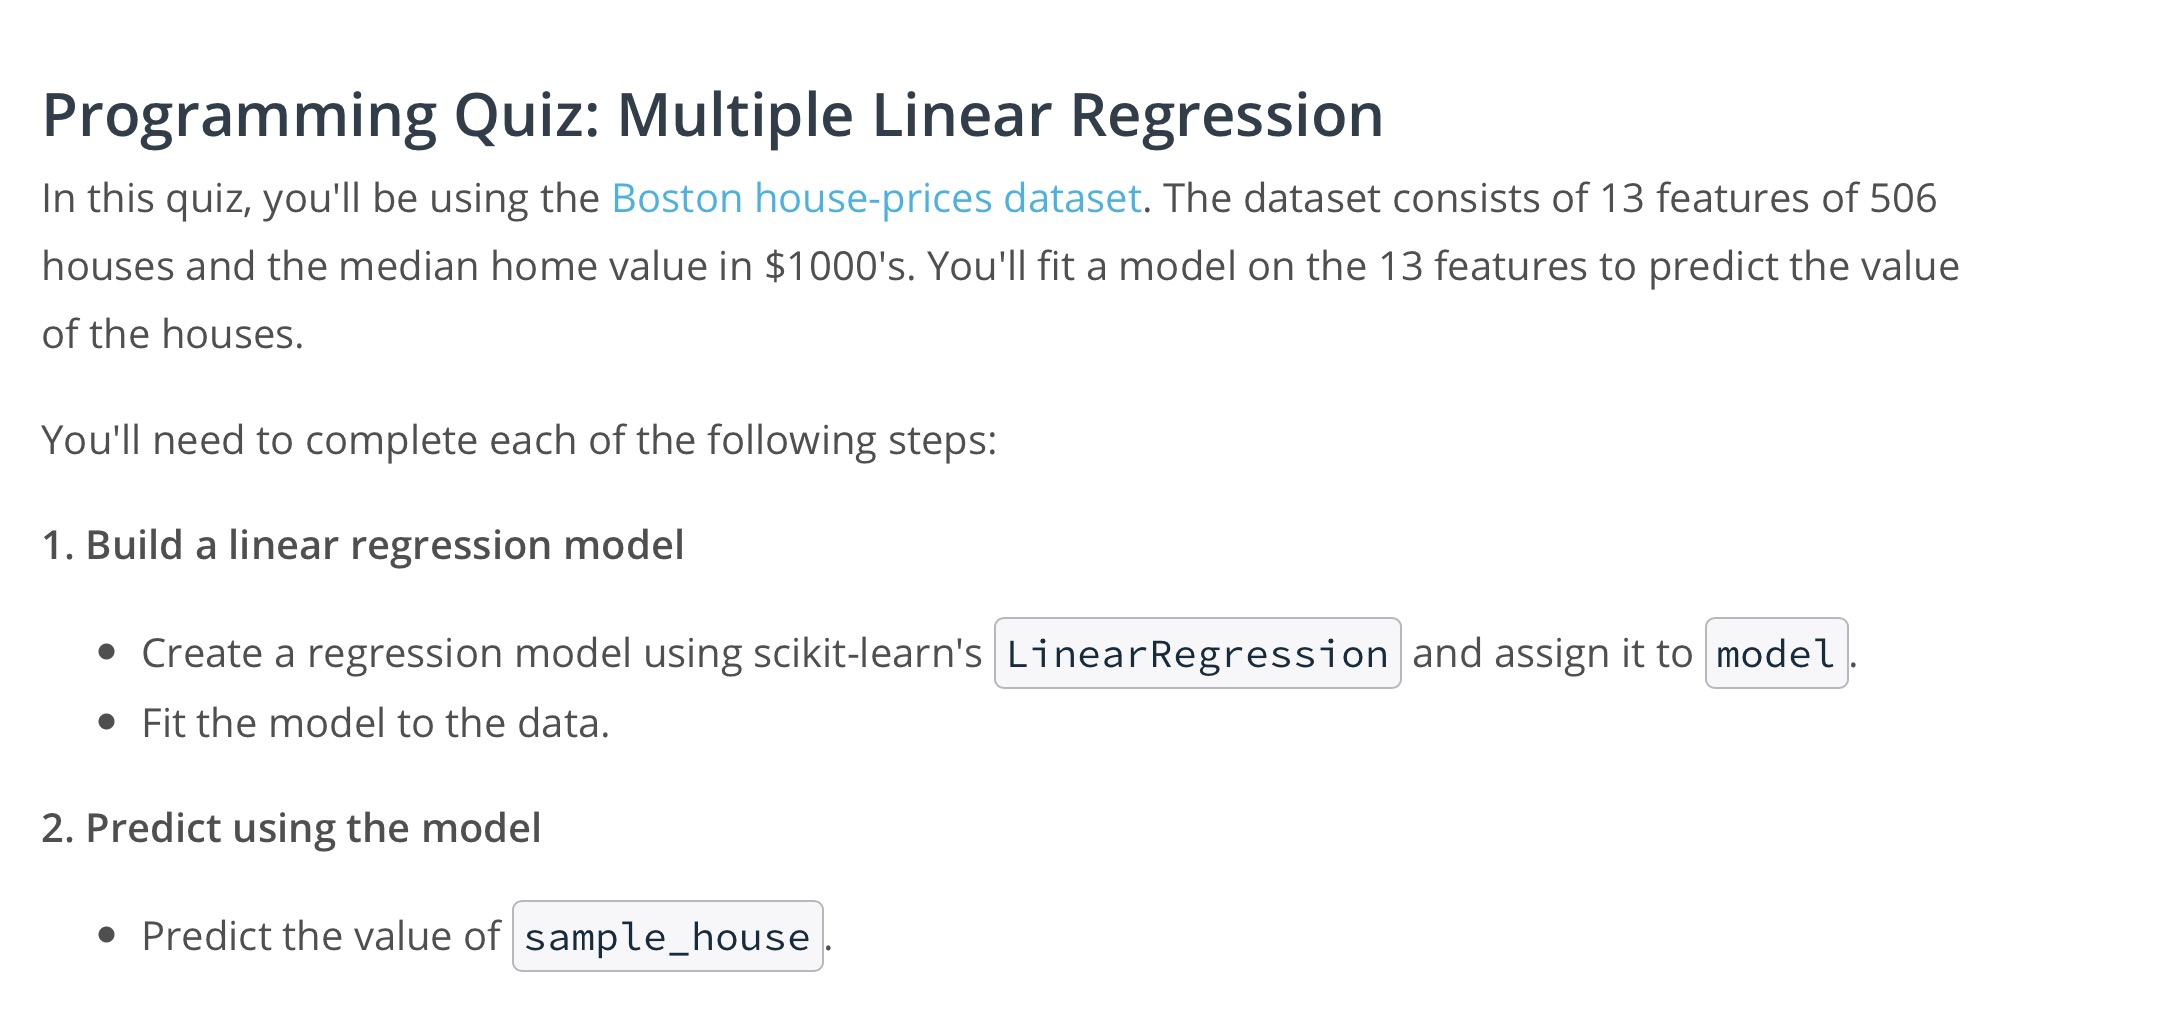 Programming Quiz: Multiple Linear Regression
In this quiz, you'll be using the Boston house-prices dataset. The dataset consists of 13 features of 506
houses and the median home value in $1000's. You'll fit a model on the 13 features to predict the value
of the houses.
You'll need to complete each of the following steps:
1. Build a linear regression model
• Create a regression model using scikit-learn's LinearRegression and assign it to model.
• Fit the model to the data.
2. Predict using the model
• Predict the value of sample_house.